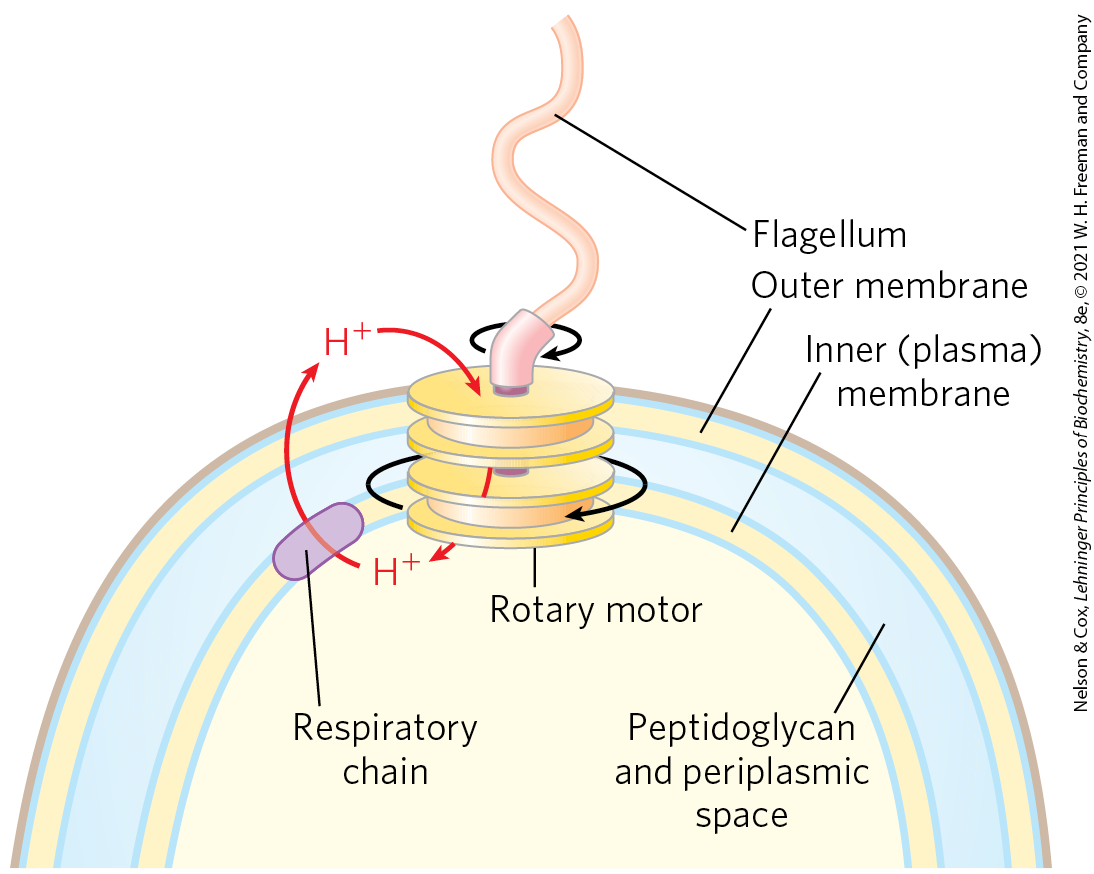 Flagellum
Outer membrane
Inner (plasma)
membrane
H+
H+
Rotary motor
Respiratory
chain
Peptidoglycan
and periplasmic
space
Nelson & Cox, Lehninger Principles of Biochemistry, 8e, © 2021 W. H. Freeman and Company